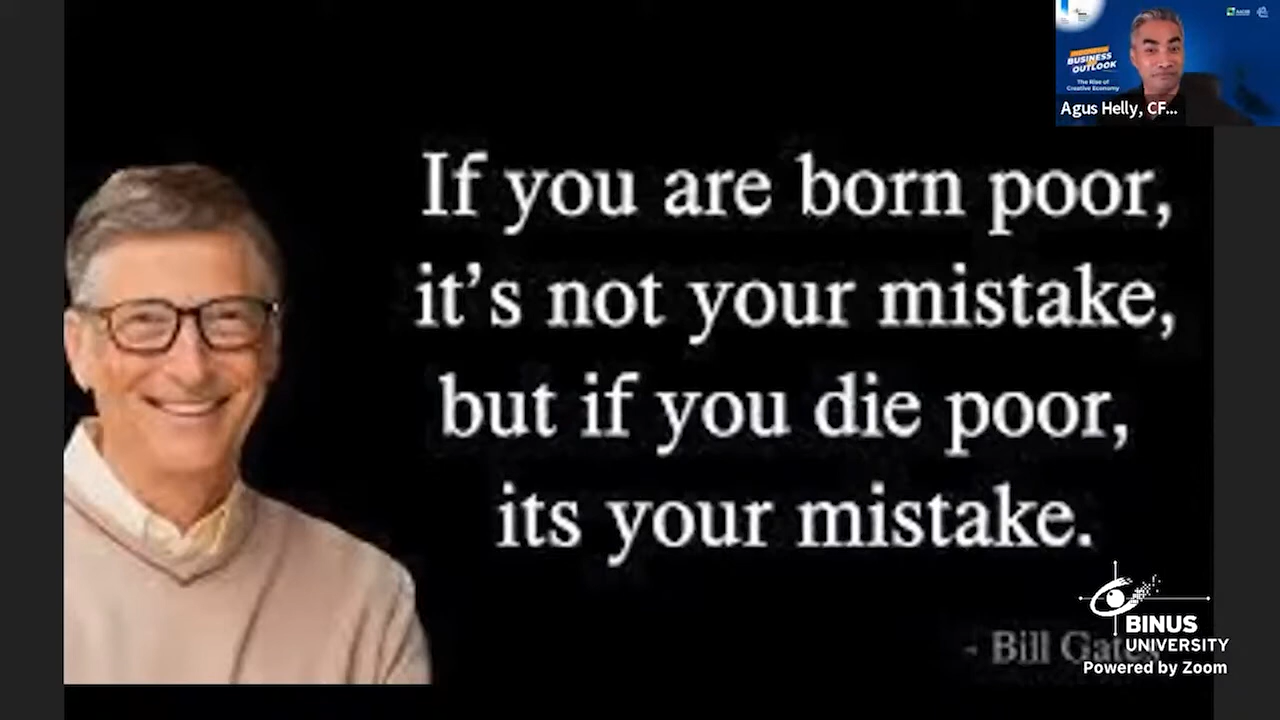 INDONESIA
BUSINESS
OUTLOOK
The Rise of
Creative Economy
Agus Helly, CF...
If you are born poor,
it's not your mistake,
but if you die poor,
its your mistake.
- Bill Gates
BINUS
UNIVERSITY
Powered by Zoom